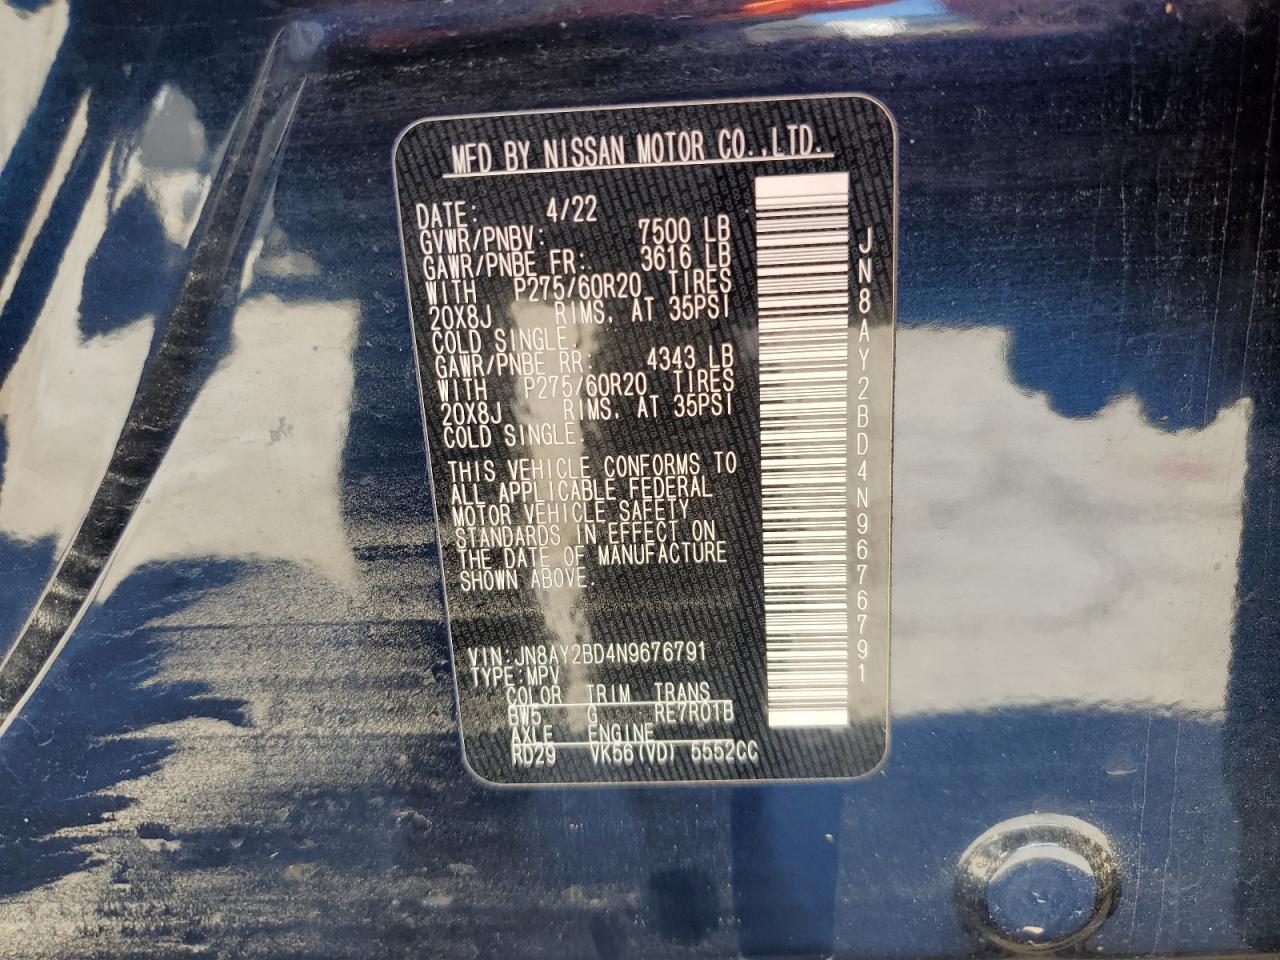 MFD BY NISSAN MOTOR CO.,LTD.
DATE: 4/22
GVWR/PNBV: 7500 LB
GAWR/PNBE FR: 3616 LB
WITH P275/60R20 TIRES
20X8J RIMS, AT 35PSI
COLD SINGLE.
GAWR/PNBE RR: 4343 LB
WITH P275/60R20 TIRES
20X8J RIMS, AT 35PSI
COLD SINGLE.
THIS VEHICLE CONFORMS TO
ALL APPLICABLE FEDERAL
MOTOR VEHICLE SAFETY
STANDARDS IN EFFECT ON
THE DATE OF MANUFACTURE
SHOWN ABOVE.
VIN:JN8AY2BD4N9676791
TYPE:MPV
COLOR TRIM TRANS
BW5 G RE7R01B
AXLE ENGINE
RD29 VK56(VD) 5552CC
JN8AY2BD4N9676791